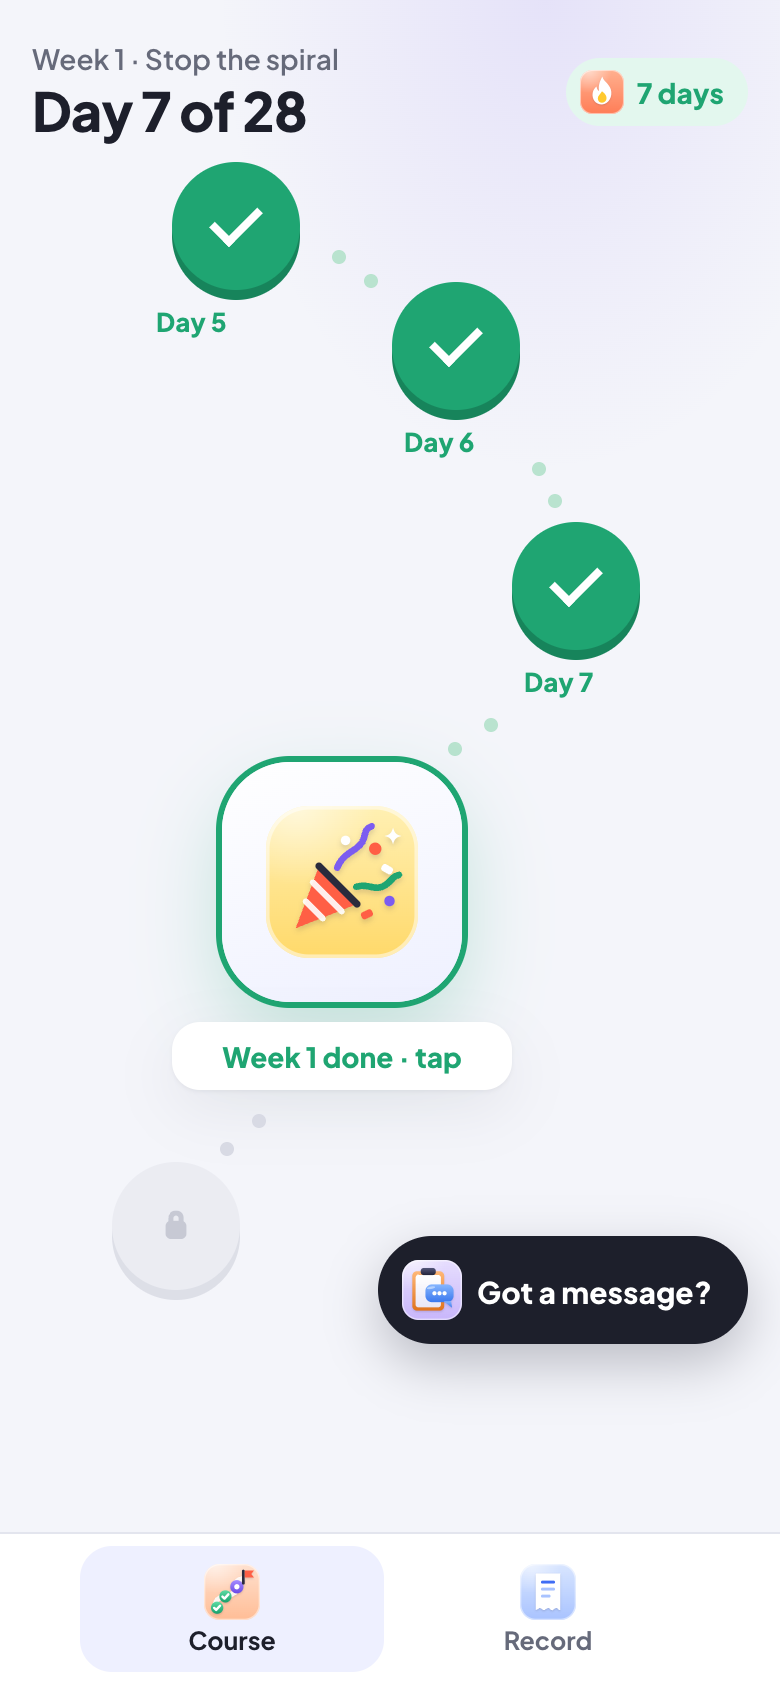 Week 1 · Stop the spiral
Day 7 of 28
7 days
Day 5
Day 6
Day 7
Week 1 done · tap
Got a message?
Course
Record